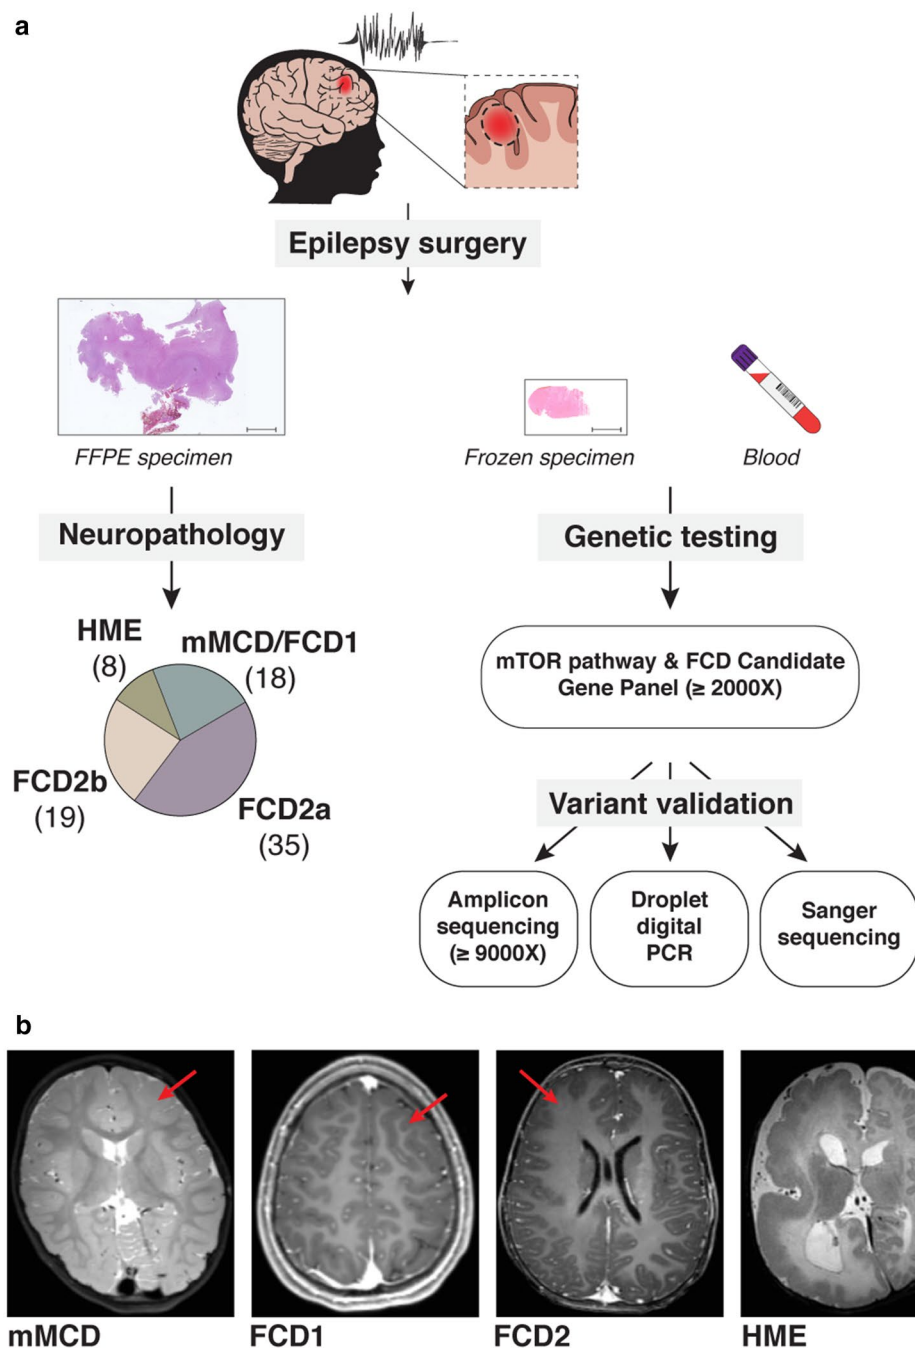 a
Epilepsy surgery
FFPE specimen
Frozen specimen
Blood
Neuropathology
Genetic testing
HME
(8)
mMCD/FCD1
(18)
FCD2b
(19)
FCD2a
(35)
mTOR pathway & FCD Candidate
Gene Panel (≥ 2000X)
Variant validation
Amplicon
sequencing
(≥ 9000X)
Droplet
digital
PCR
Sanger
sequencing
b
mMCD
FCD1
FCD2
HME